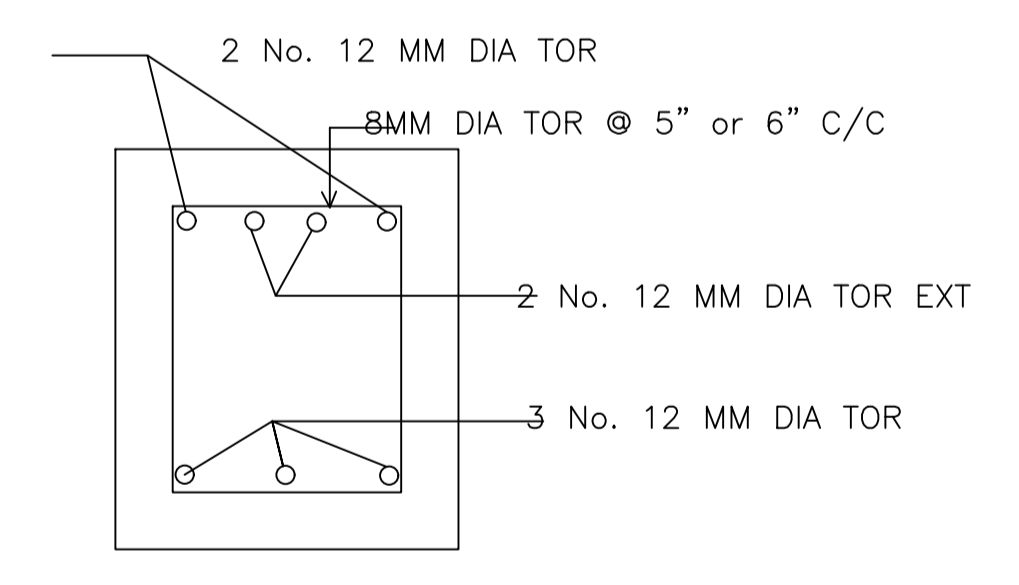 2 No. 12 MM DIA TOR
8MM DIA TOR @ 5” or 6” C/C
2 No. 12 MM DIA TOR EXT
3 No. 12 MM DIA TOR